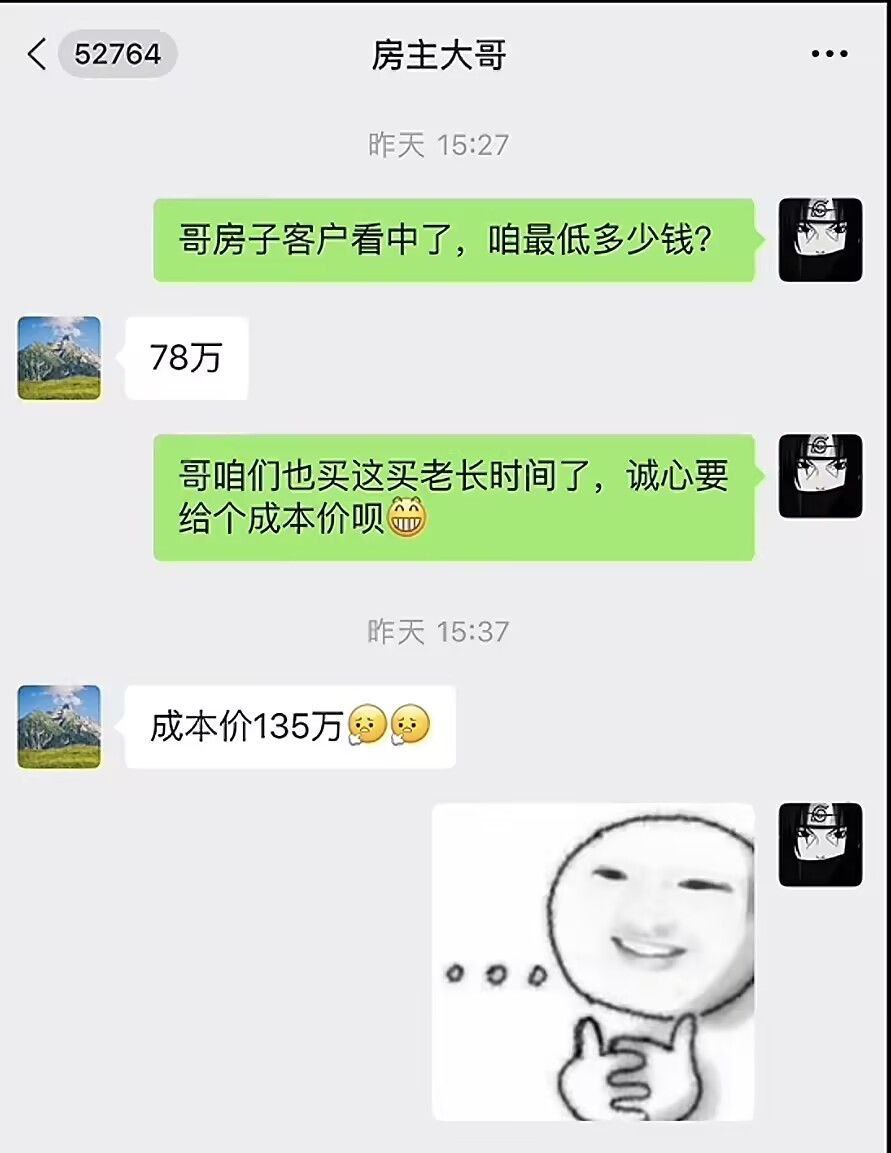 52764
房主大哥
昨天 15:27
哥房子客户看中了，咱最低多少钱？
78万
哥咱们也买这买老长时间了，诚心要
给个成本价呗😁
昨天 15:37
成本价135万😮‍💨😮‍💨